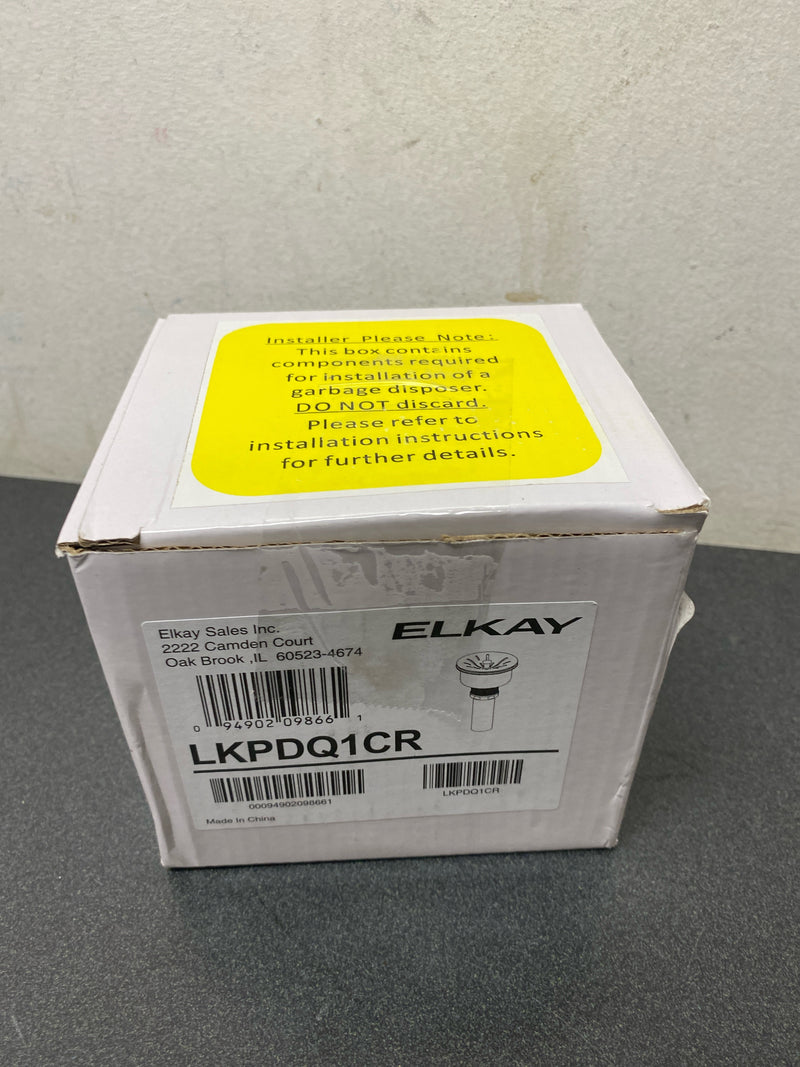 Installer Please Note:
This box contains
components required
for installation of a
garbage disposer.
DO NOT discard.
Please refer to
installation instructions
for further details.
Elkay Sales Inc.
2222 Camden Court
Oak Brook ,IL 60523-4674
ELKAY
0 94902 09866 1
LKPDQ1CR
00094902098661
LKPDQ1CR
Made In China